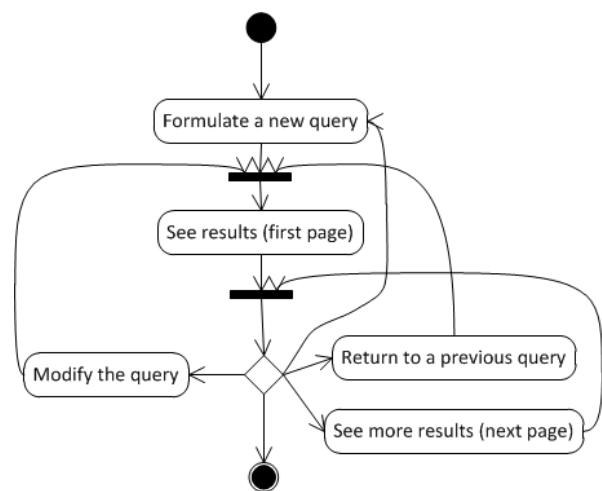 Formulate a new query
See results (first page)
Return to a previous query
Modify the query
See more results (next page)